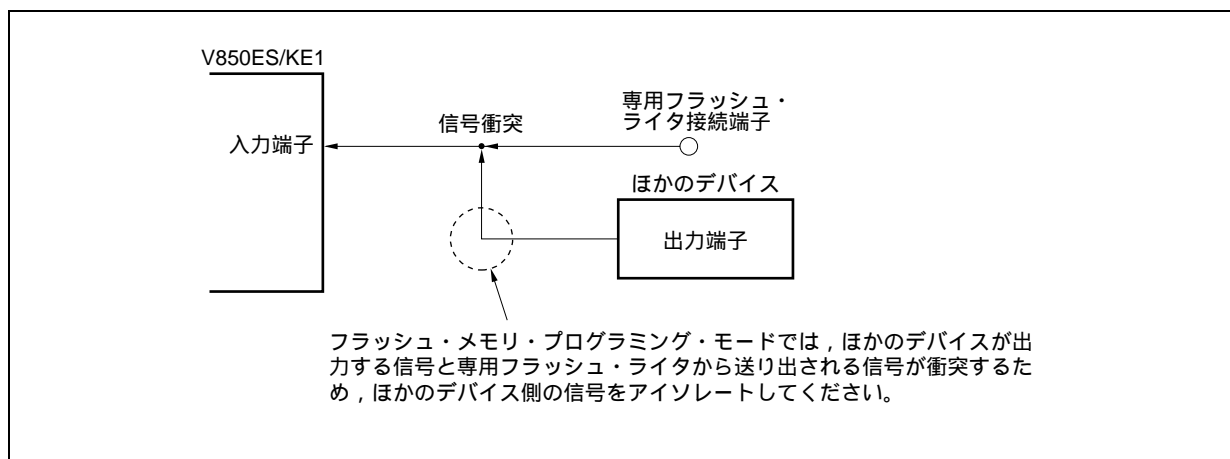 V850ES/KE1
専用フラッシュ・
ライタ接続端子
信号衝突
入力端子
ほかのデバイス
出力端子
フラッシュ・メモリ・プログラミング・モードでは，ほかのデバイスが出
力する信号と専用フラッシュ・ライタから送り出される信号が衝突するた
め，ほかのデバイス側の信号をアイソレートしてください。